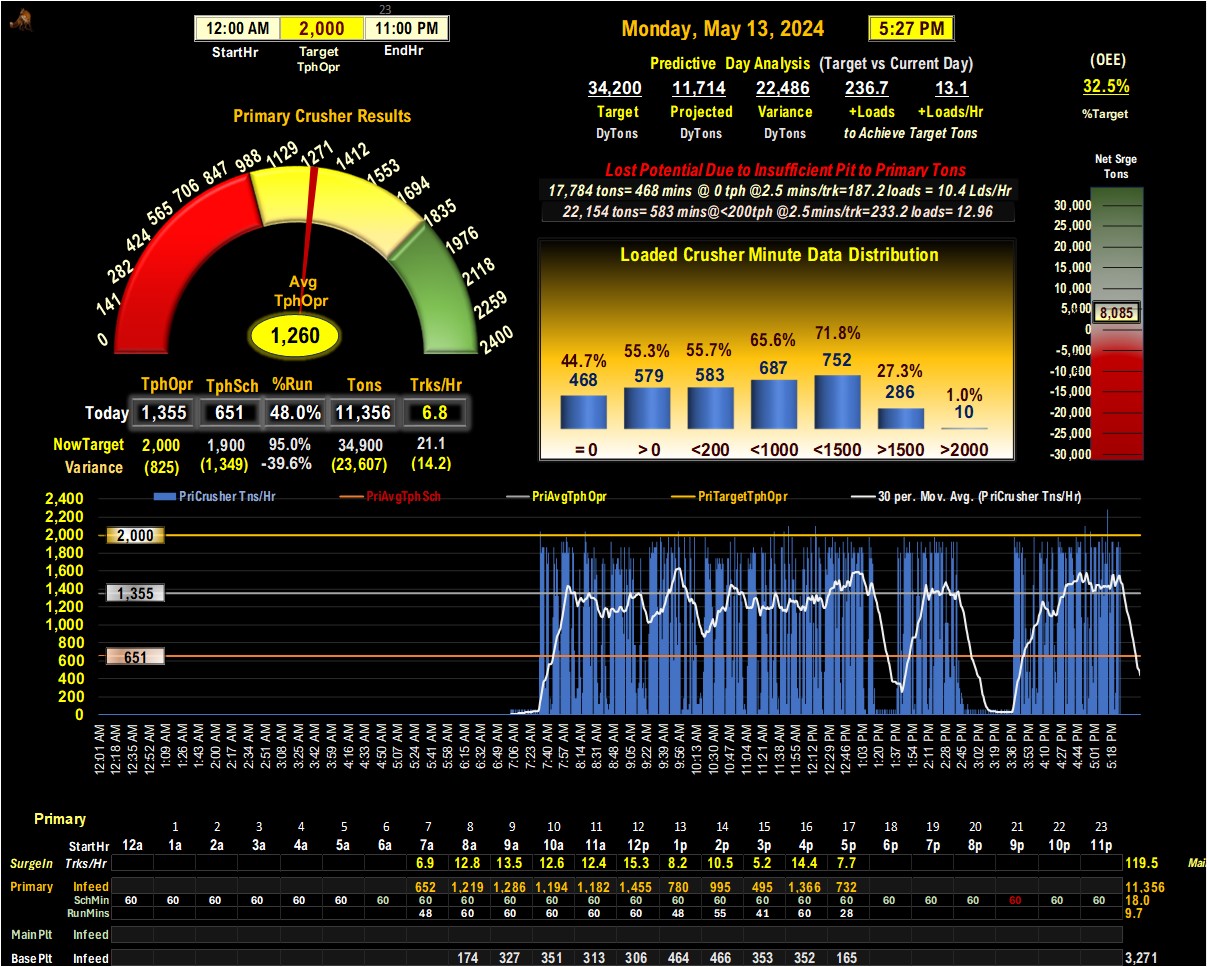 23
12:00 AM 2,000 11:00 PM
StartHr Target TphOpr EndHr
Monday, May 13, 2024 5:27 PM
Predictive Day Analysis (Target vs Current Day)
34,200 11,714 22,486 236.7 13.1
Target Projected Variance +Loads +Loads/Hr
DyTons DyTons DyTons to Achieve Target Tons
(OEE)
32.5%
%Target
Primary Crusher Results
0 141 282 424 565 706 847 988 1129 1271 1412 1553 1694 1835 1976 2118 2259 2400
Avg
TphOpr
1,260
Lost Potential Due to Insufficient Pit to Primary Tons
17,784 tons= 468 mins @ 0 tph @2.5 mins/trk=187.2 loads = 10.4 Lds/Hr
22,154 tons= 583 mins@<200tph @2.5mins/trk=233.2 loads= 12.96
Net Srge
Tons
30,000
25,000
20,000
15,000
10,000
5,000
8,085
0
-5,000
-10,000
-15,000
-20,000
-25,000
-30,000
Loaded Crusher Minute Data Distribution
44.7% 55.3% 55.7% 65.6% 71.8% 27.3% 1.0%
468 579 583 687 752 286 10
=0 >0 <200 <1000 <1500 >1500 >2000
TphOpr TphSch %Run Tons Trks/Hr
Today 1,355 651 48.0% 11,356 6.8
NowTarget 2,000 1,900 95.0% 34,900 21.1
Variance (825) (1,349) -39.6% (23,607) (14.2)
PriCrusher Tns/Hr PriAvgTphSch PriAvgTphOpr PriTargetTphOpr 30 per. Mov. Avg. (PriCrusher Tns/Hr)
2,400
2,200
2,000 2,000
1,800
1,600
1,400 1,355
1,200
1,000
800
600 651
400
200
0
12:01 AM 12:18 AM 12:35 AM 12:52 AM 1:09 AM 1:26 AM 1:43 AM 2:00 AM 2:17 AM 2:34 AM 2:51 AM 3:08 AM 3:25 AM 3:42 AM 3:59 AM 4:16 AM 4:33 AM 4:50 AM 5:07 AM 5:24 AM 5:41 AM 5:58 AM 6:15 AM 6:32 AM 6:49 AM 7:06 AM 7:23 AM 7:40 AM 7:57 AM 8:14 AM 8:31 AM 8:48 AM 9:05 AM 9:22 AM 9:39 AM 9:56 AM 10:13 AM 10:30 AM 10:47 AM 11:04 AM 11:21 AM 11:38 AM 11:55 AM 12:12 PM 12:29 PM 12:46 PM 1:03 PM 1:20 PM 1:37 PM 1:54 PM 2:11 PM 2:28 PM 2:45 PM 3:02 PM 3:19 PM 3:36 PM 3:53 PM 4:10 PM 4:27 PM 4:44 PM 5:01 PM 5:18 PM
Primary
1 2 3 4 5 6 7 8 9 10 11 12 13 14 15 16 17 18 19 20 21 22 23
StartHr 12a 1a 2a 3a 4a 5a 6a 7a 8a 9a 10a 11a 12p 1p 2p 3p 4p 5p 6p 7p 8p 9p 10p 11p
SurgeIn Trks/Hr 6.9 12.8 13.5 12.6 12.4 15.3 8.2 10.5 5.2 14.4 7.7 119.5
Primary Infeed 652 1,219 1,286 1,194 1,182 1,455 780 995 495 1,366 732 11,356
SchMin 60 60 60 60 60 60 60 60 60 60 60 60 60 60 60 60 60 60 60 60 60 60 60 60 18.0
RunMins 48 60 60 60 60 60 48 55 41 60 28 9.7
MainPlt Infeed
BasePlt Infeed 174 327 351 313 306 464 466 353 352 165 3,271